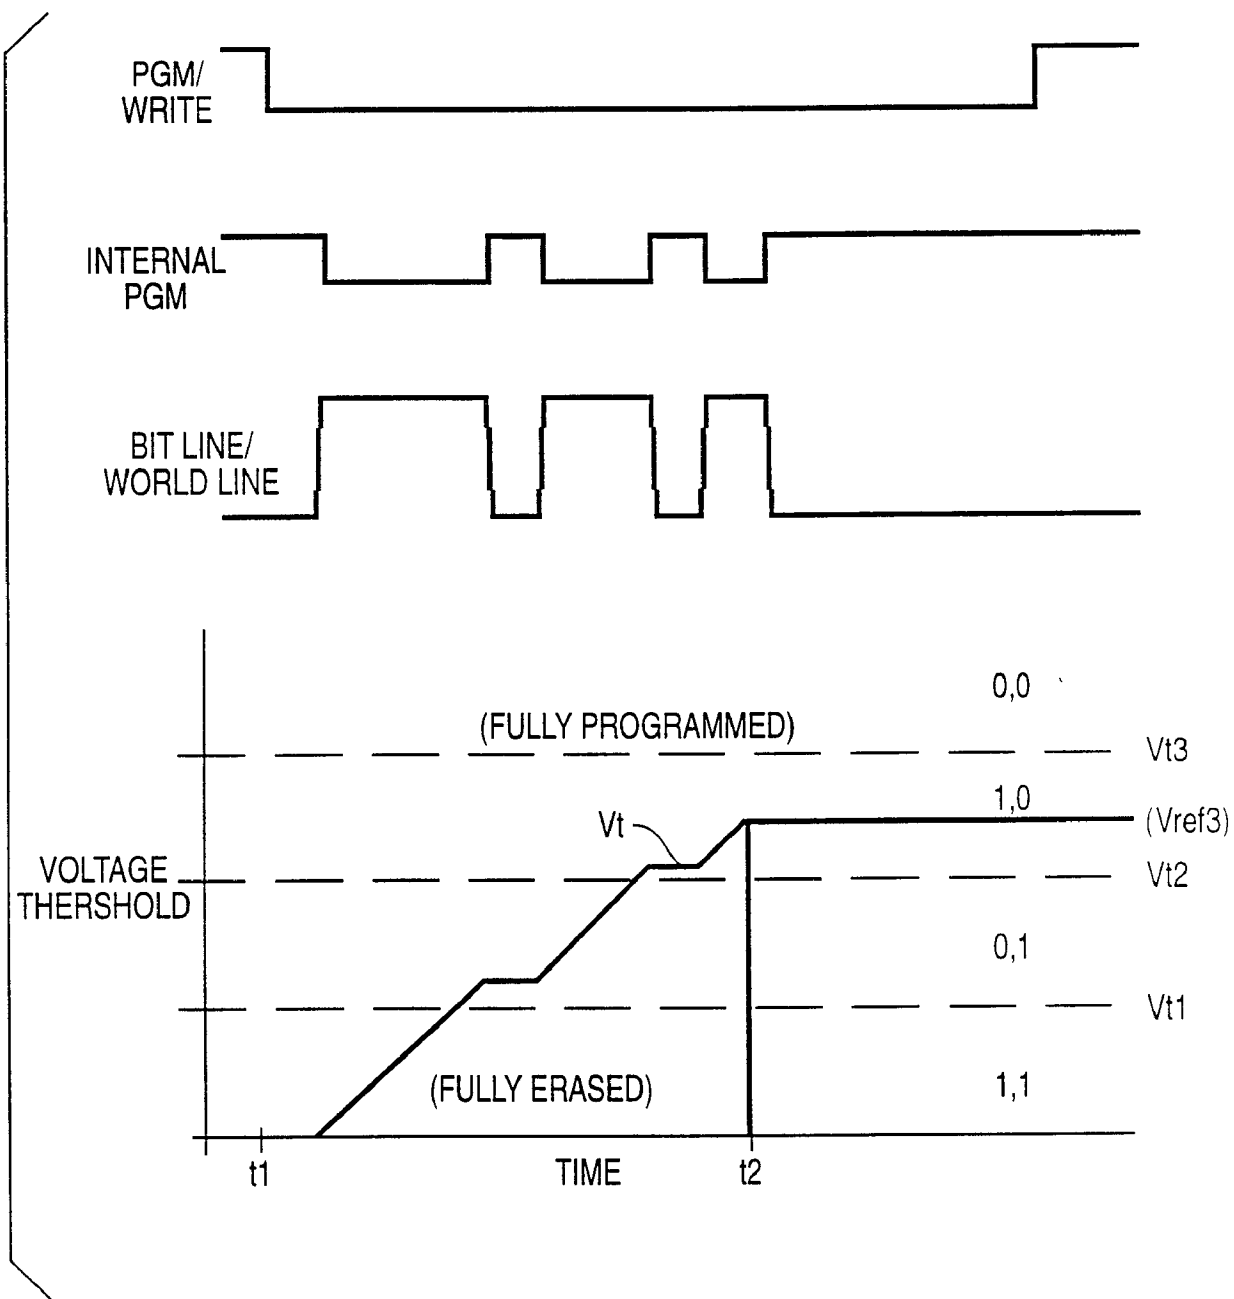 PGM/
WRITE
INTERNAL
PGM
BIT LINE/
WORLD LINE
0,0
(FULLY PROGRAMMED)
Vt3
1,0
Vt
(Vref3)
VOLTAGE
THERSHOLD
Vt2
0,1
Vt1
(FULLY ERASED)
1,1
t1
TIME
t2